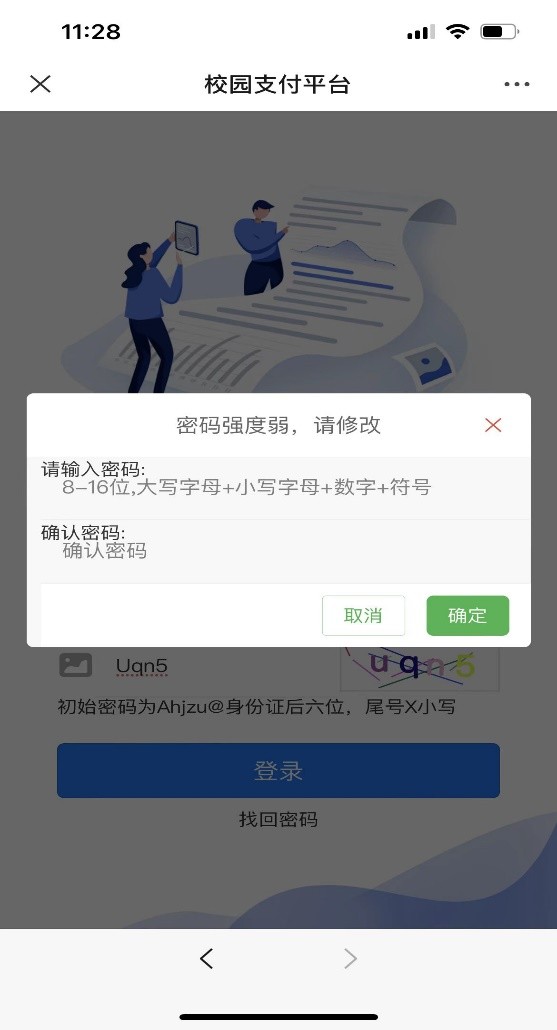 11:28
校园支付平台
密码强度弱，请修改
请输入密码:
8-16位,大写字母+小写字母+数字+符号
确认密码:
确认密码
取消 确定
Uqn5 uqn5
初始密码为Ahjzu@身份证后六位，尾号X小写
登录
找回密码